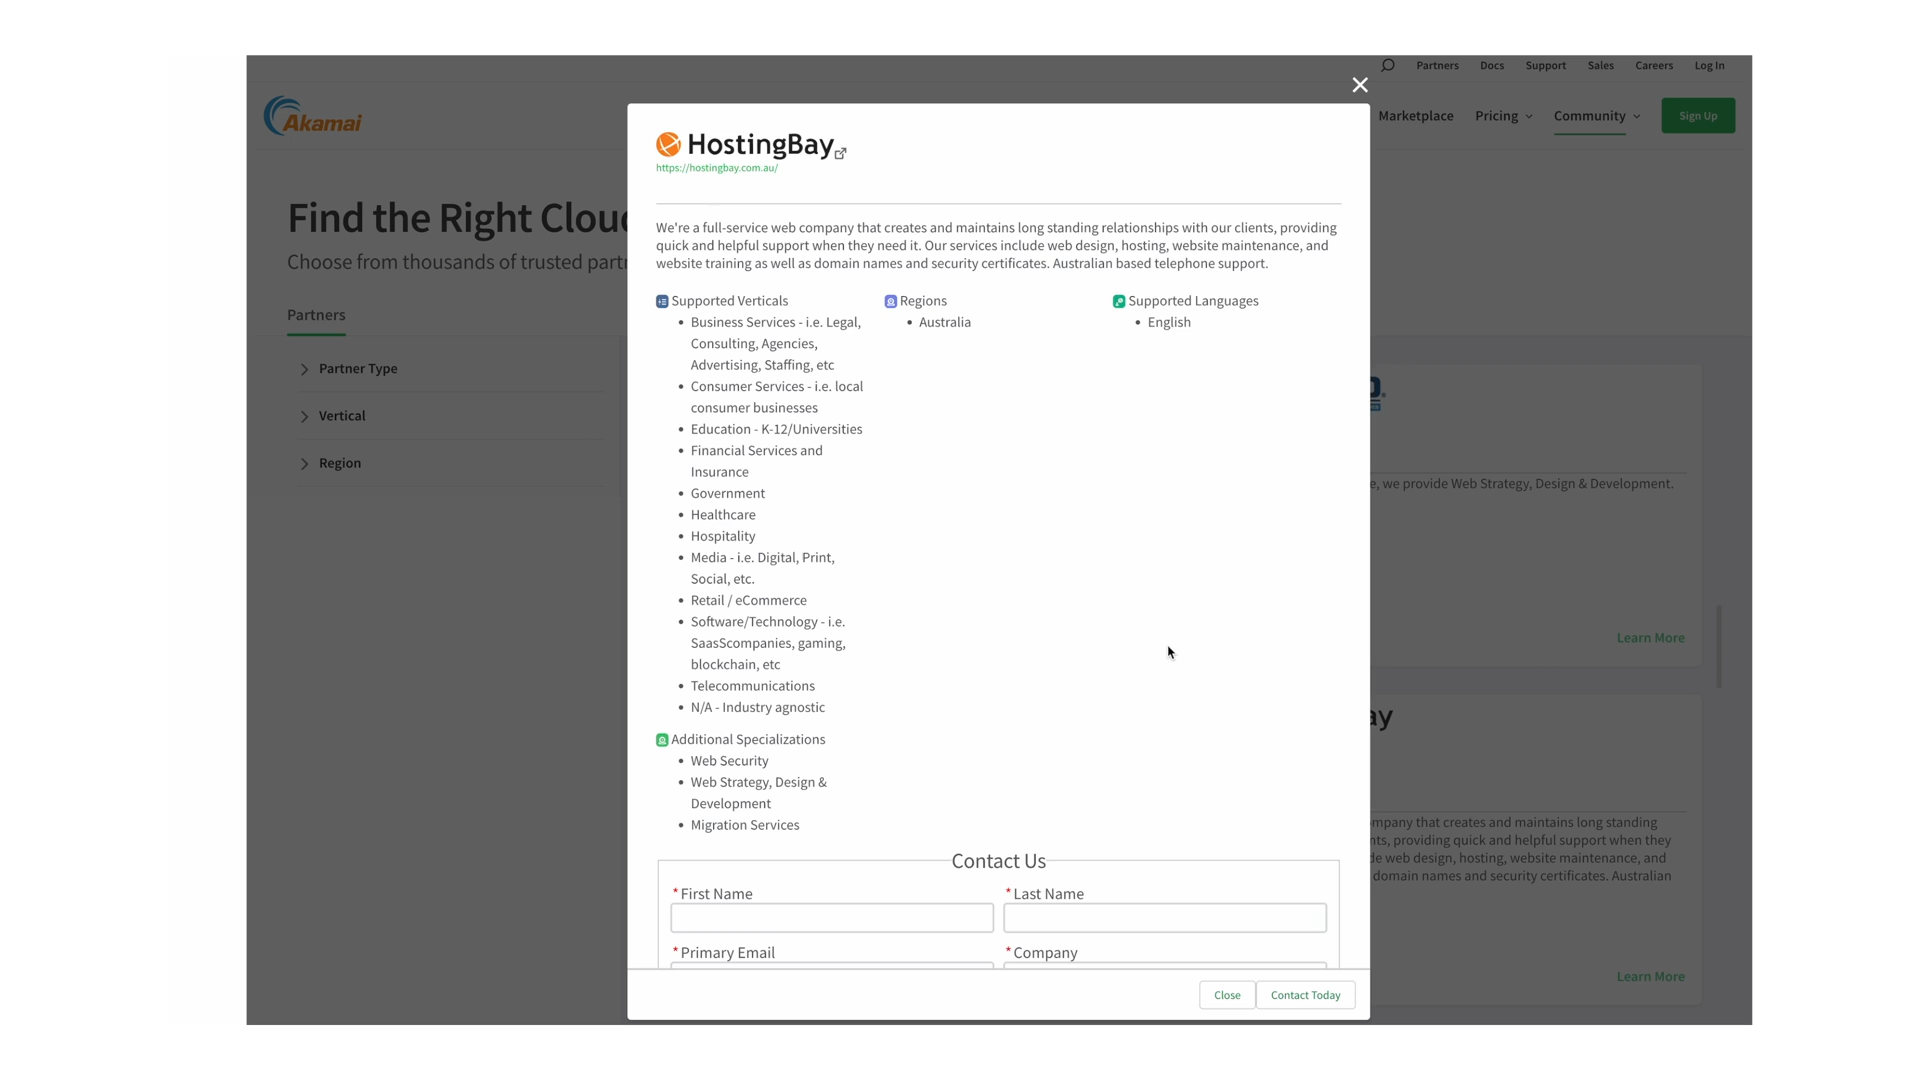 Partners Docs Support Sales Careers Log In
Akamai
Marketplace Pricing Community Sign Up
Find the Right Clou
Choose from thousands of trusted part
Partners
Partner Type
Vertical
Region
HostingBay
https://hostingbay.com.au/
We're a full-service web company that creates and maintains long standing relationships with our clients, providing
quick and helpful support when they need it. Our services include web design, hosting, website maintenance, and
website training as well as domain names and security certificates. Australian based telephone support.
Supported Verticals
• Business Services - i.e. Legal,
Consulting, Agencies,
Advertising, Staffing, etc
• Consumer Services - i.e. local
consumer businesses
• Education - K-12/Universities
• Financial Services and
Insurance
• Government
• Healthcare
• Hospitality
• Media - i.e. Digital, Print,
Social, etc.
• Retail / eCommerce
• Software/Technology - i.e.
SaasScompanies, gaming,
blockchain, etc
• Telecommunications
• N/A - Industry agnostic
Regions
• Australia
Supported Languages
• English
Additional Specializations
• Web Security
• Web Strategy, Design &
Development
• Migration Services
Contact Us
*First Name
*Last Name
*Primary Email
*Company
Close
Contact Today
e, we provide Web Strategy, Design & Development.
Learn More
ay
mpany that creates and maintains long standing
nts, providing quick and helpful support when they
de web design, hosting, website maintenance, and
domain names and security certificates. Australian
Learn More